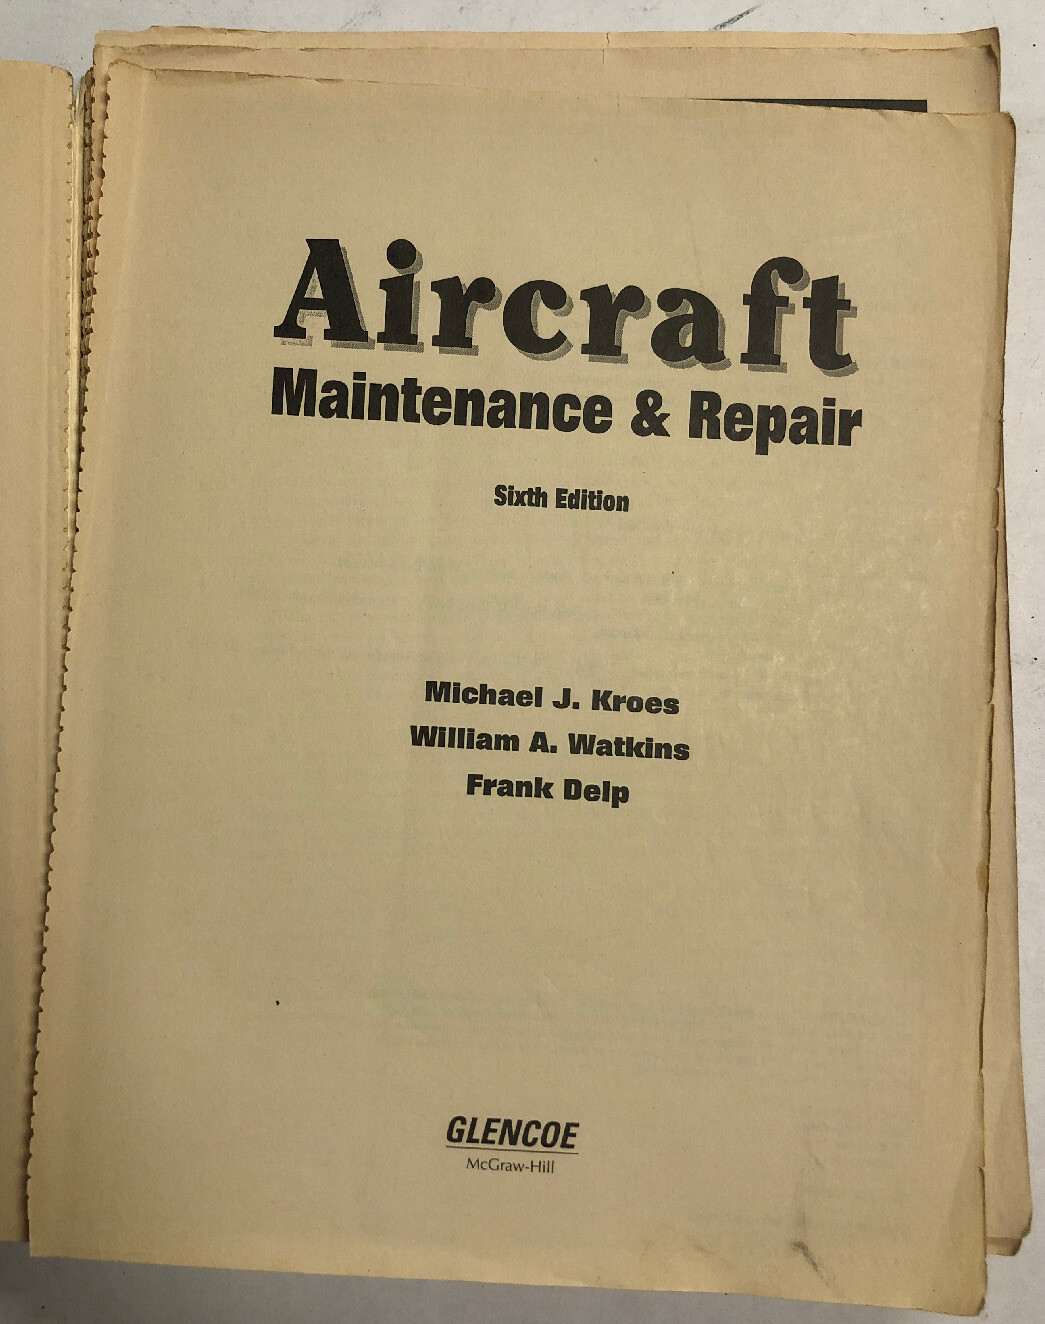 Aircraft
Maintenance & Repair
Sixth Edition
Michael J. Kroes
William A. Watkins
Frank Delp
GLENCOE
McGraw-Hill